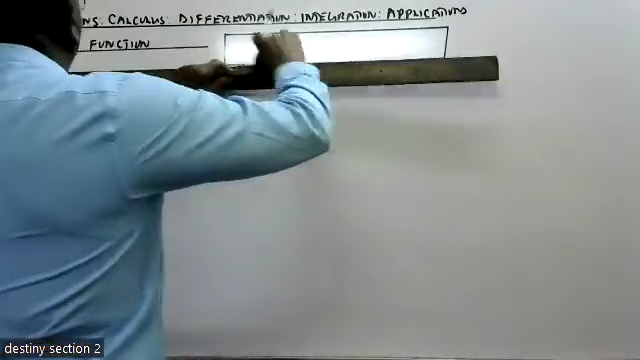 NS: CALCULUS: DIFFERENTIATION: INTEGRATION: APPLICATIONS
FUNCTION
destiny section 2